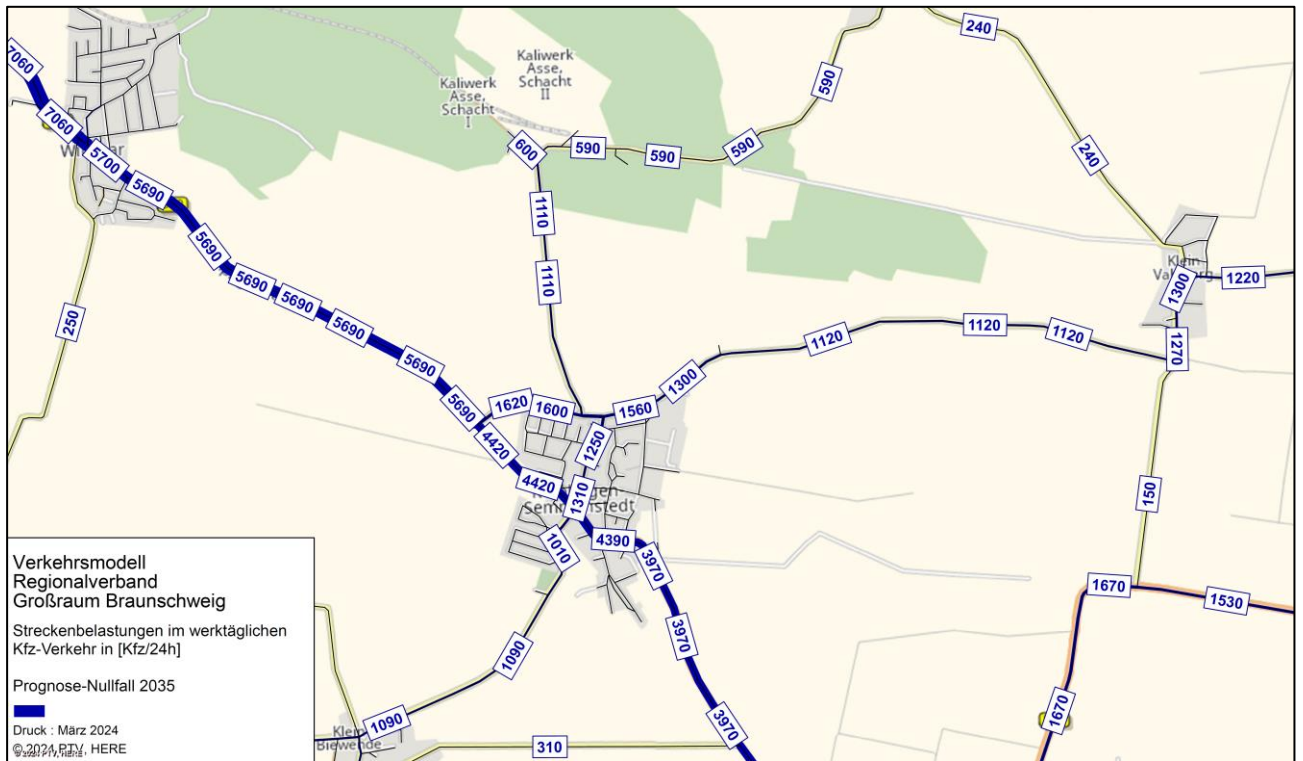 240
7060
590
Kaliwerk
Asse,
Schacht
II
Kaliwerk
Asse,
Schacht
I
7060
5700
600
590
590
590
240
5690
1110
5690
Klein
1300
1220
5690
1110
5690
250
5690
1120
1120
1120
1270
5690
1300
5690
1620
1600
1560
4420
1250
4420
1310
150
1010
4390
3970
1670
1530
3970
1090
1670
3970
1090
Klein
Biewende
310
Verkehrsmodell
Regionalverband
Großraum Braunschweig
Streckenbelastungen im werktäglichen
Kfz-Verkehr in [Kfz/24h]
Prognose-Nullfall 2035
Druck : März 2024
© 2024 PTV, HERE